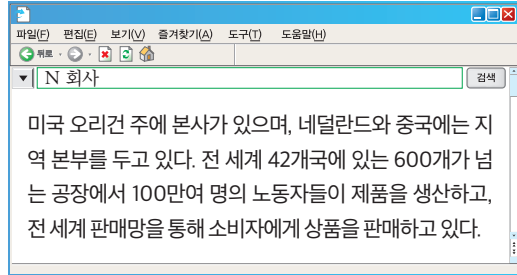 파일(F) 편집(E) 보기(V) 즐겨찾기(A) 도구(T) 도움말(H)
뒤로
N 회사 검색
미국 오리건 주에 본사가 있으며, 네덜란드와 중국에는 지
역 본부를 두고 있다. 전 세계 42개국에 있는 600개가 넘
는 공장에서 100만여 명의 노동자들이 제품을 생산하고,
전 세계 판매망을 통해 소비자에게 상품을 판매하고 있다.